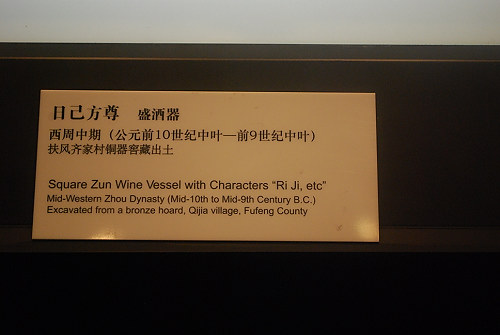 日己方尊 盛酒器
西周中期（公元前10世纪中叶—前9世纪中叶）
扶风齐家村铜器窖藏出土
Square Zun Wine Vessel with Characters “Ri Ji, etc”
Mid-Western Zhou Dynasty (Mid-10th to Mid-9th Century B.C.)
Excavated from a bronze hoard, Qijia village, Fufeng County